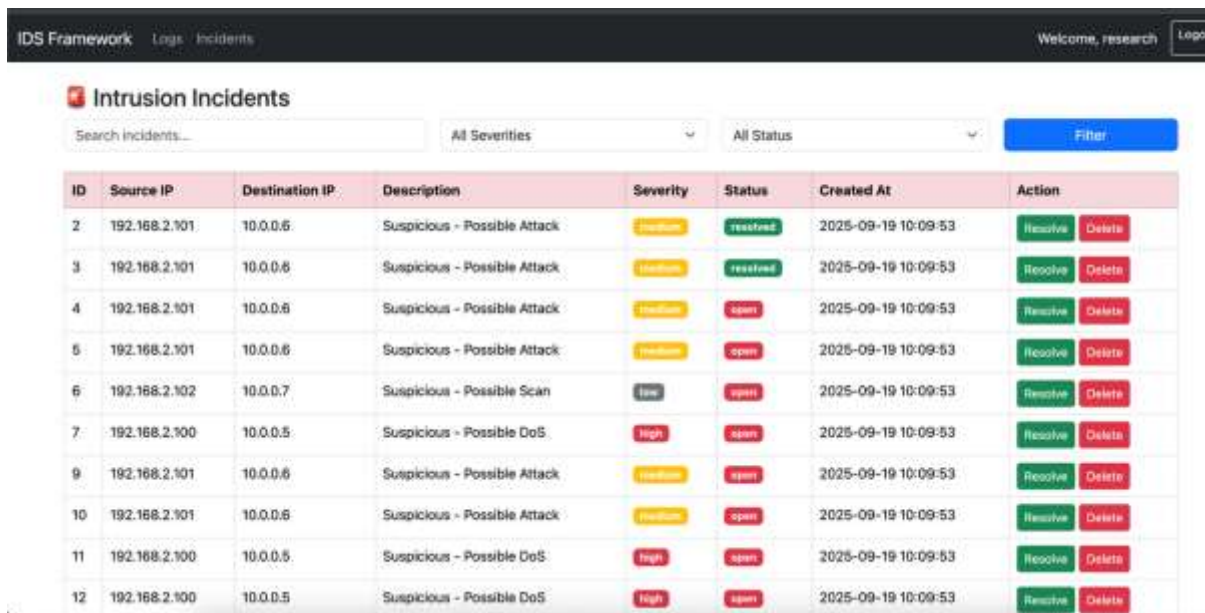 IDS Framework Logs Incidents Welcome, research Logo
Intrusion Incidents
Search incidents... All Severities All Status Filter
ID Source IP Destination IP Description Severity Status Created At Action
2 192.168.2.101 10.0.0.6 Suspicious - Possible Attack medium resolved 2025-09-19 10:09:53 Resolve Delete
3 192.168.2.101 10.0.0.6 Suspicious - Possible Attack medium resolved 2025-09-19 10:09:53 Resolve Delete
4 192.168.2.101 10.0.0.6 Suspicious - Possible Attack medium open 2025-09-19 10:09:53 Resolve Delete
5 192.168.2.101 10.0.0.6 Suspicious - Possible Attack medium open 2025-09-19 10:09:53 Resolve Delete
6 192.168.2.102 10.0.0.7 Suspicious - Possible Scan low open 2025-09-19 10:09:53 Resolve Delete
7 192.168.2.100 10.0.0.5 Suspicious - Possible DoS high open 2025-09-19 10:09:53 Resolve Delete
9 192.168.2.101 10.0.0.6 Suspicious - Possible Attack medium open 2025-09-19 10:09:53 Resolve Delete
10 192.168.2.101 10.0.0.6 Suspicious - Possible Attack medium open 2025-09-19 10:09:53 Resolve Delete
11 192.168.2.100 10.0.0.5 Suspicious - Possible DoS high open 2025-09-19 10:09:53 Resolve Delete
12 192.168.2.100 10.0.0.5 Suspicious - Possible DoS high open 2025-09-19 10:09:53 Resolve Delete